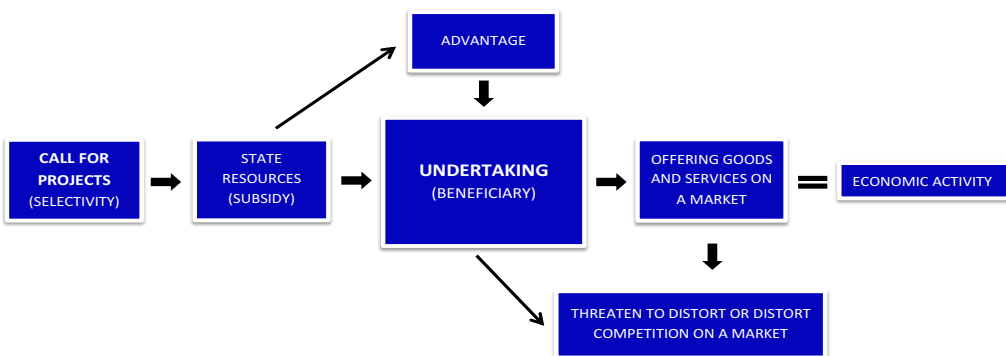 ADVANTAGE
CALL FOR
PROJECTS
(SELECTIVITY)
STATE
RESOURCES
(SUBSIDY)
UNDERTAKING
(BENEFICIARY)
OFFERING GOODS
AND SERVICES ON
A MARKET
ECONOMIC ACTIVITY
THREATEN TO DISTORT OR DISTORT
COMPETITION ON A MARKET